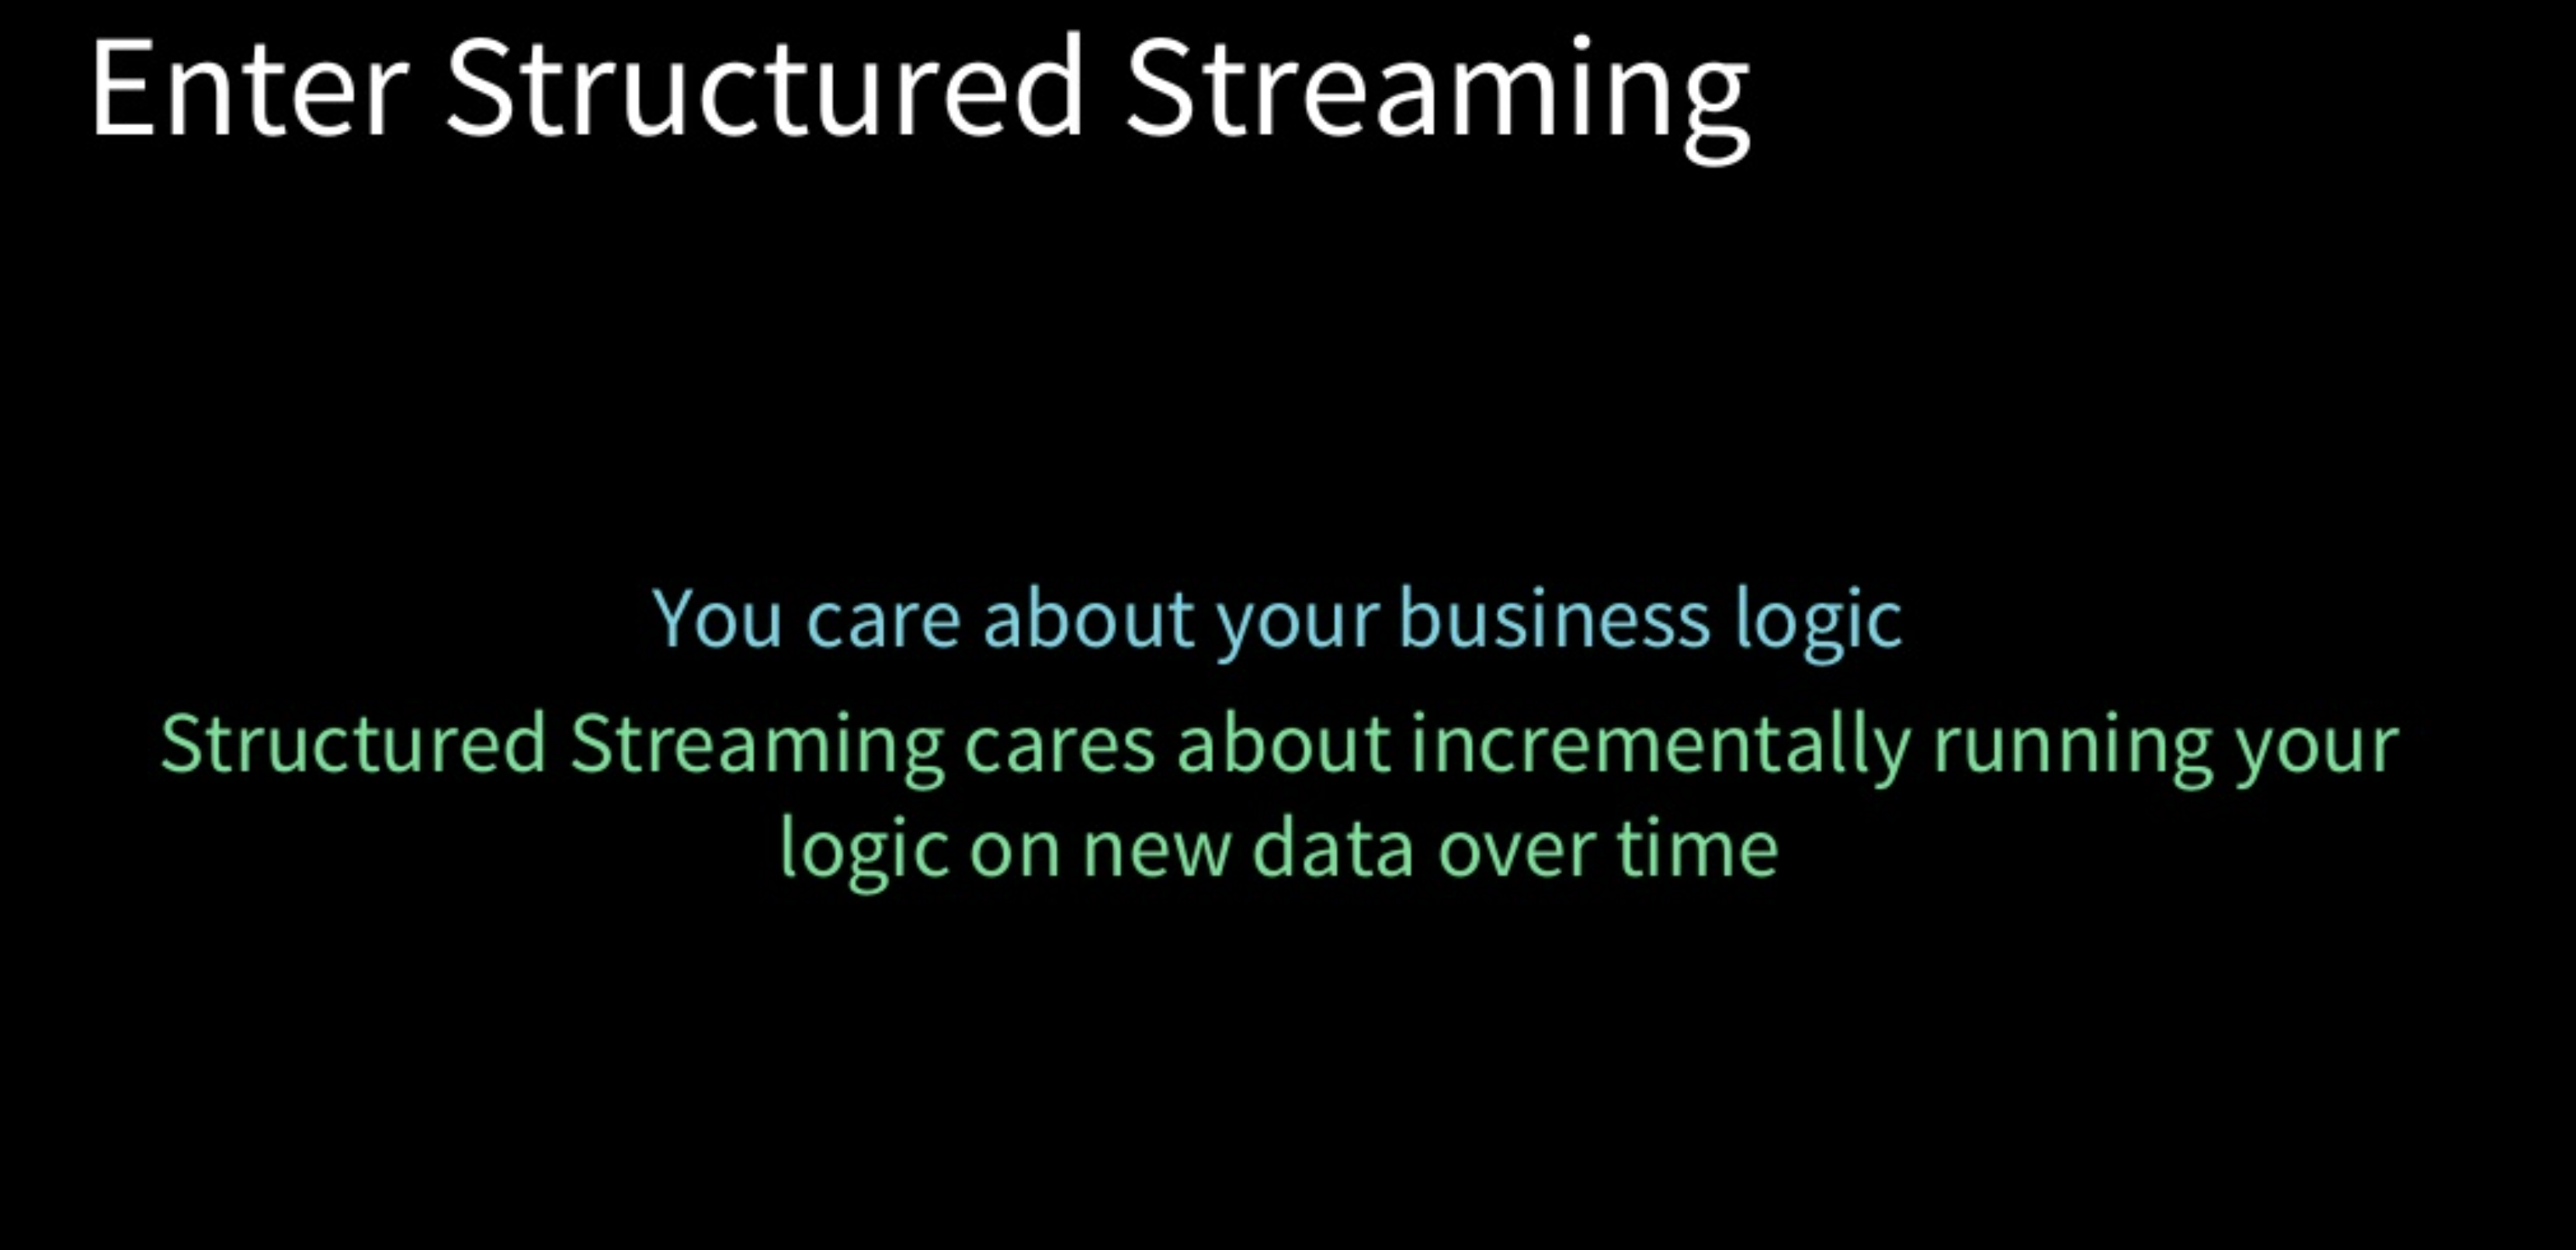 Enter Structured Streaming
You care about your business logic
Structured Streaming cares about incrementally running your
logic on new data over time